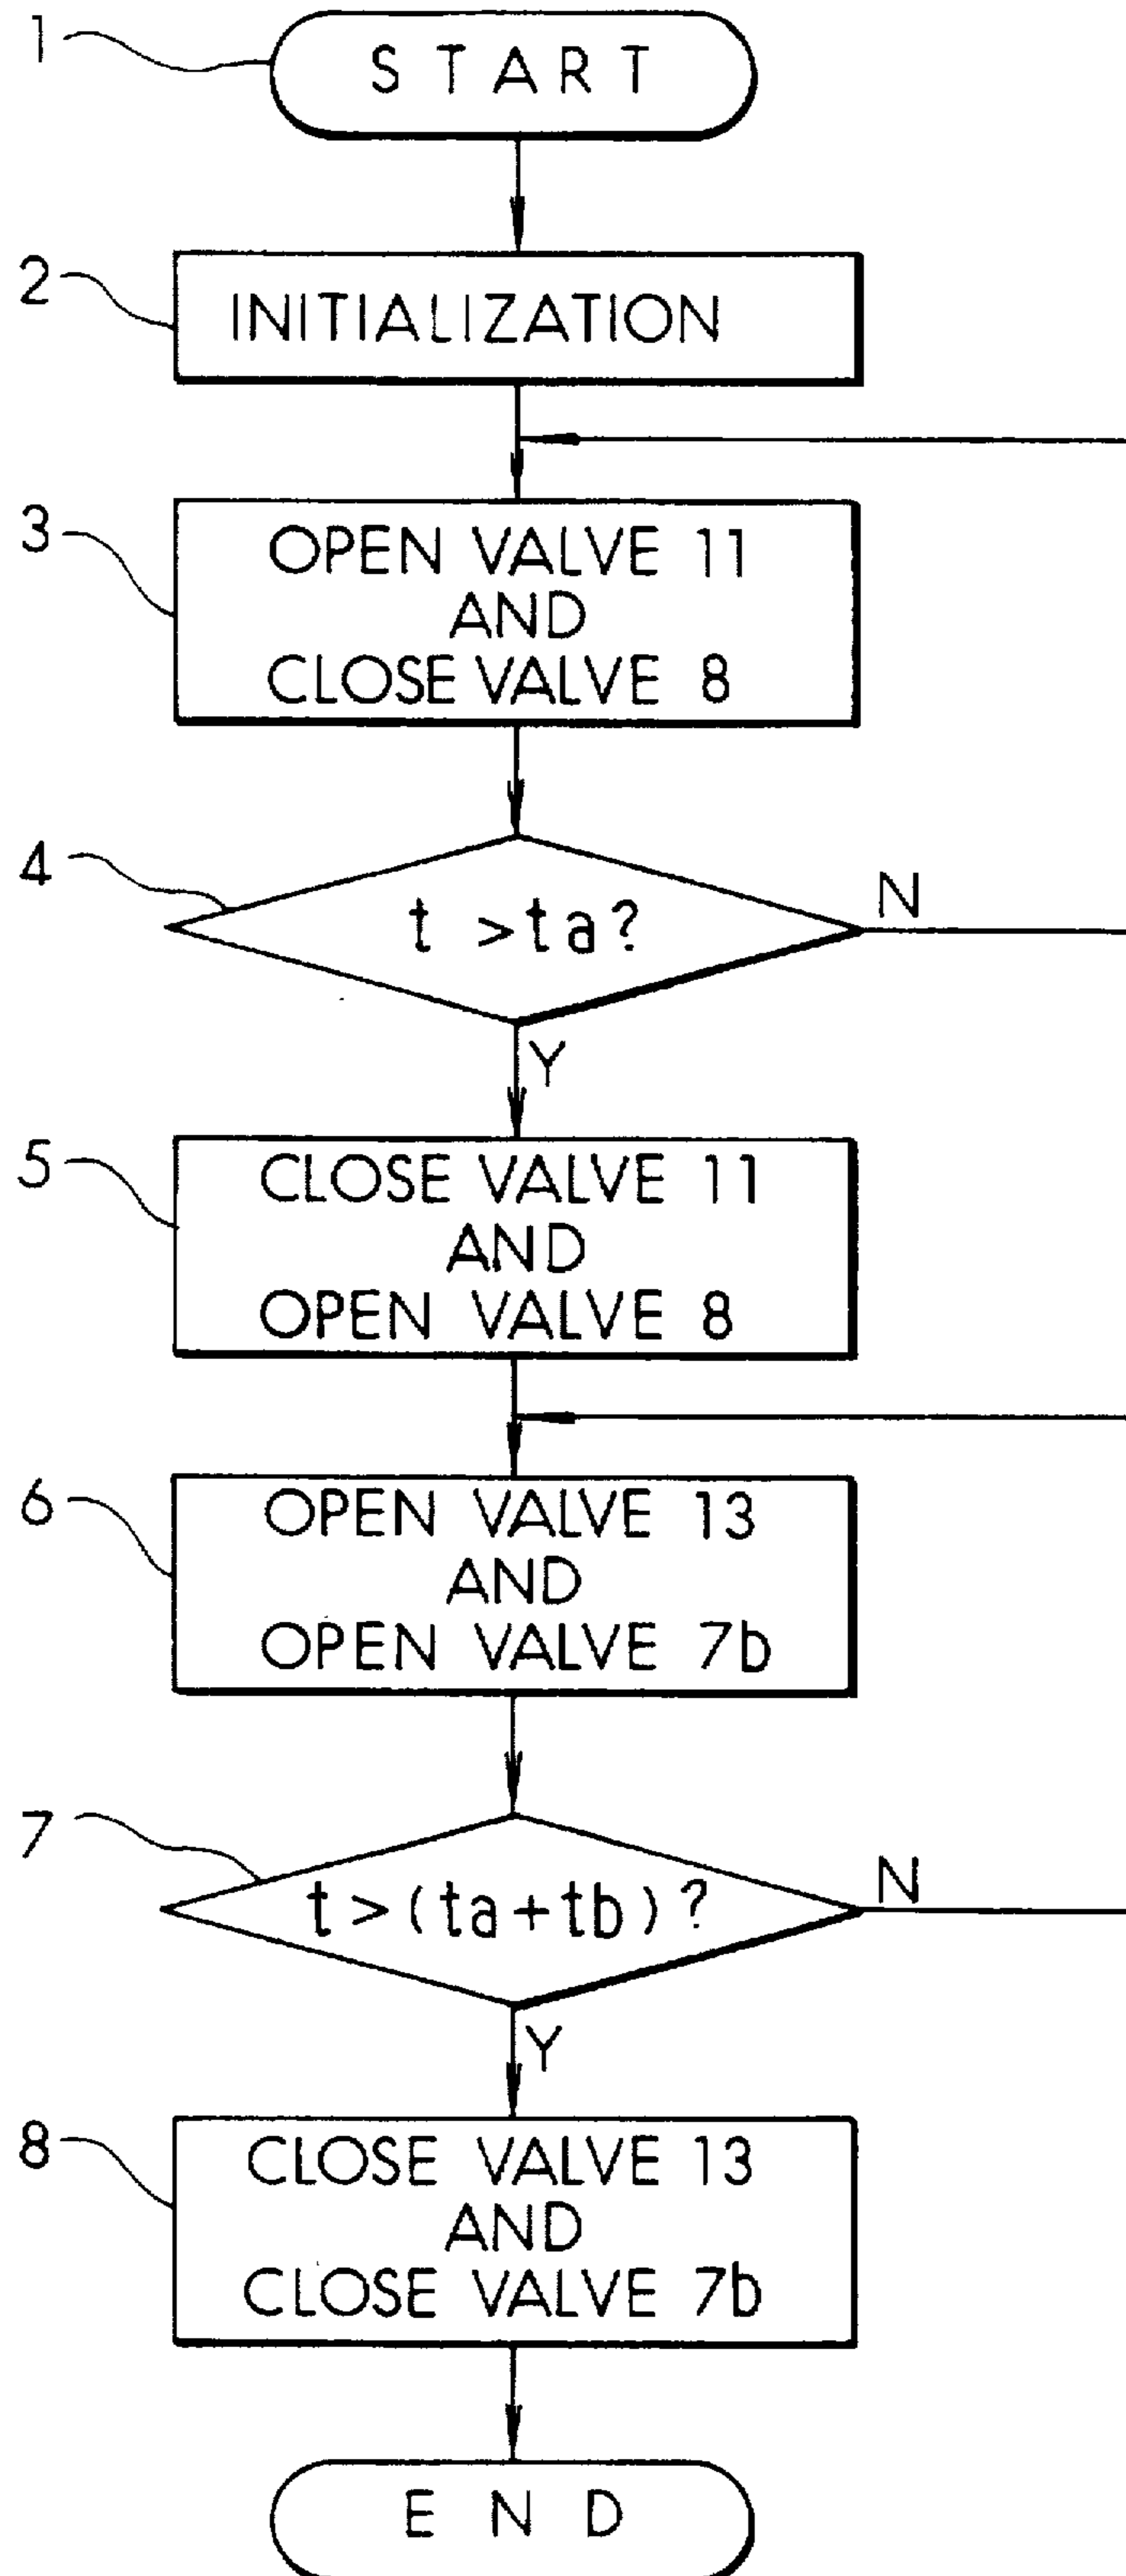 1
START
2
INITIALIZATION
3
OPEN VALVE 11
AND
CLOSE VALVE 8
4
t >ta?
N
Y
5
CLOSE VALVE 11
AND
OPEN VALVE 8
6
OPEN VALVE 13
AND
OPEN VALVE 7b
7
t>(ta+tb)?
N
Y
8
CLOSE VALVE 13
AND
CLOSE VALVE 7b
END